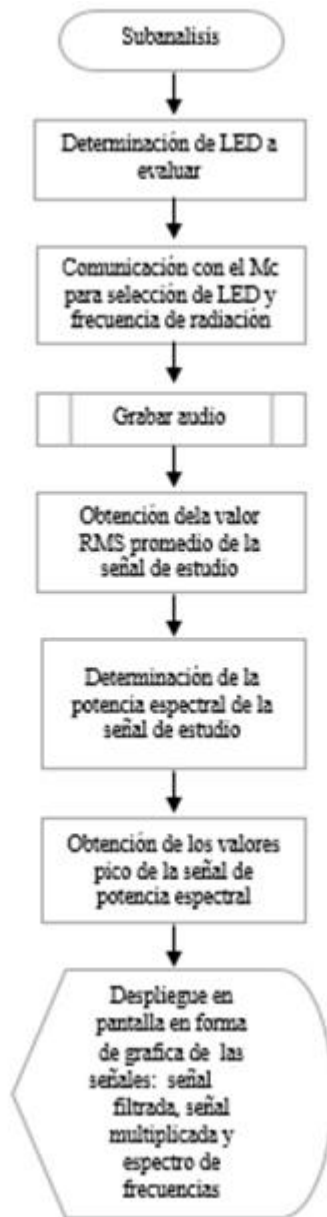 Subanalisis
Determinación de LED a
evaluar
Comunicación con el Mc
para selección de LED y
frecuencia de radiación
Grabar audio
Obtención dela valor
RMS promedio de la
señal de estudio
Determinación de la
potencia espectral de la
señal de estudio
Obtención de los valores
pico de la señal de
potencia espectral
Despliegue en
pantalla en forma
de grafica de las
señales: señal
filtrada, señal
multiplicada y
espectro de
frecuencias